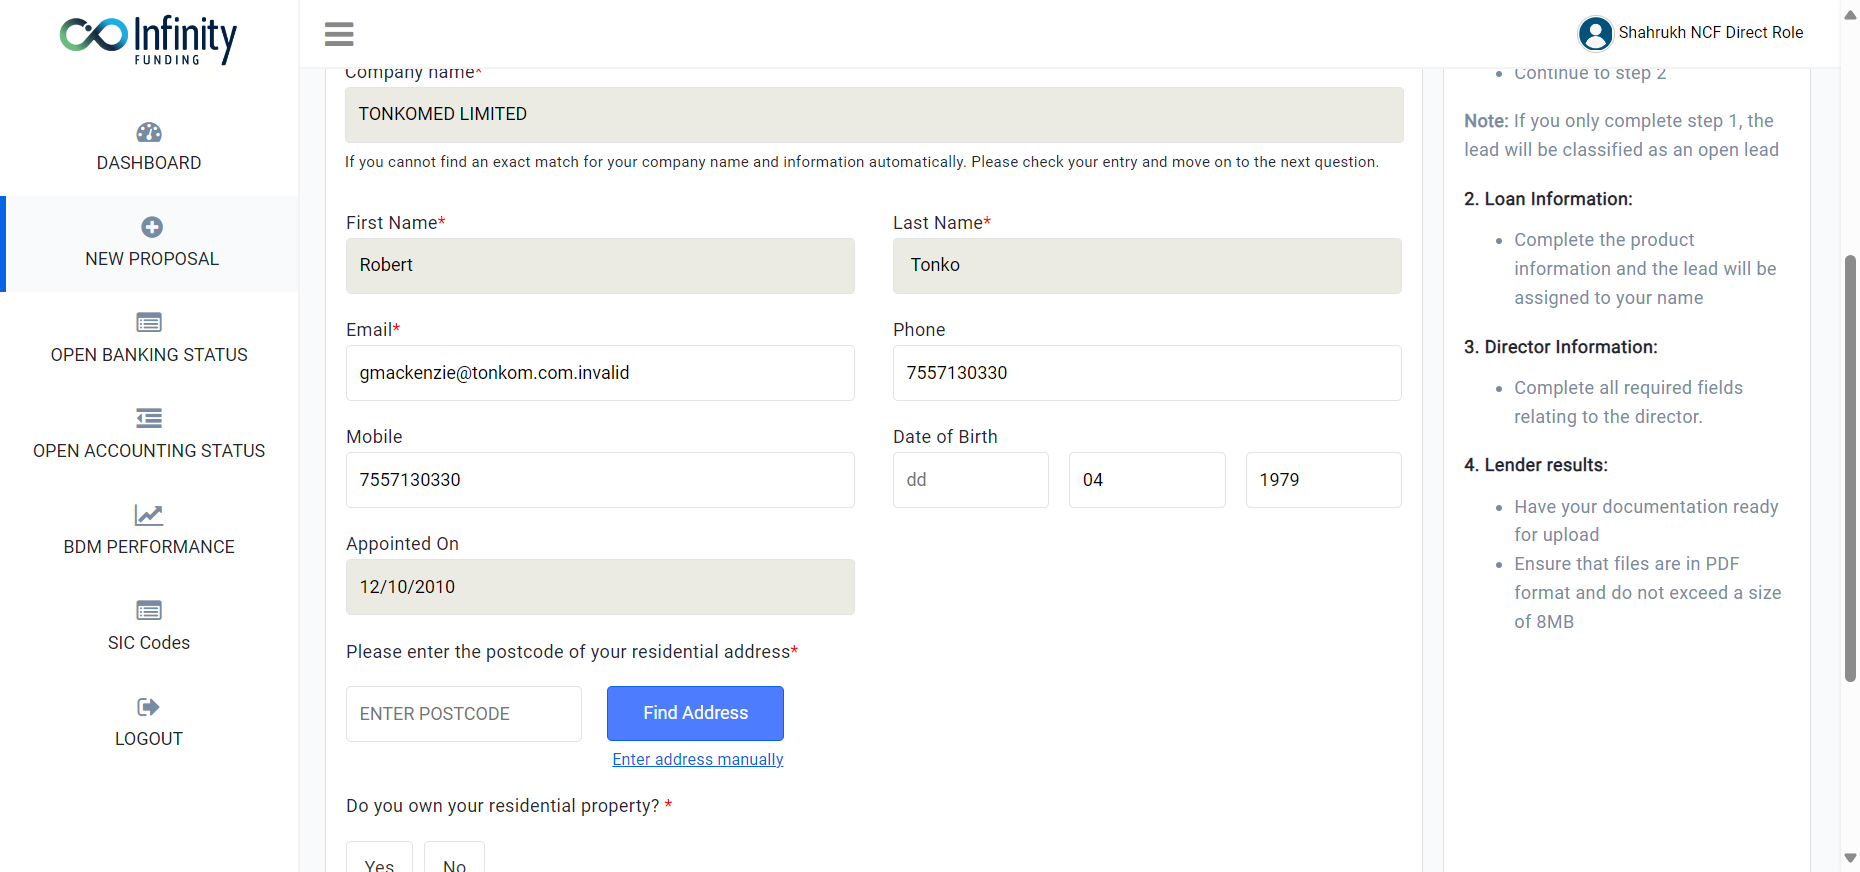 Infinity
FUNDING
DASHBOARD
NEW PROPOSAL
OPEN BANKING STATUS
OPEN ACCOUNTING STATUS
BDM PERFORMANCE
SIC Codes
LOGOUT
Shahrukh NCF Direct Role
Company name*
TONKOMED LIMITED
If you cannot find an exact match for your company name and information automatically. Please check your entry and move on to the next question.
First Name*
Last Name*
Robert
Tonko
Email*
Phone
gmackenzie@tonkom.com.invalid
7557130330
Mobile
Date of Birth
7557130330
dd
04
1979
Appointed On
12/10/2010
Please enter the postcode of your residential address*
ENTER POSTCODE
Find Address
Enter address manually
Do you own your residential property? *
Yes
No
Continue to step 2
Note: If you only complete step 1, the
lead will be classified as an open lead
2. Loan Information:
Complete the product
information and the lead will be
assigned to your name
3. Director Information:
Complete all required fields
relating to the director.
4. Lender results:
Have your documentation ready
for upload
Ensure that files are in PDF
format and do not exceed a size
of 8MB